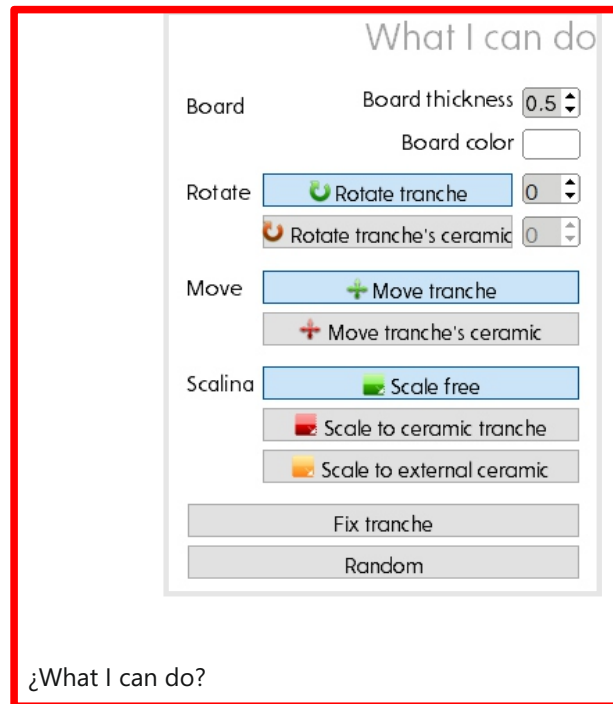 What I can do
Board Board thickness 0.5
Board color
Rotate Rotate tranche 0
Rotate tranche's ceramic 0
Move Move tranche
Move tranche's ceramic
Scalina Scale free
Scale to ceramic tranche
Scale to external ceramic
Fix tranche
Random
¿What I can do?